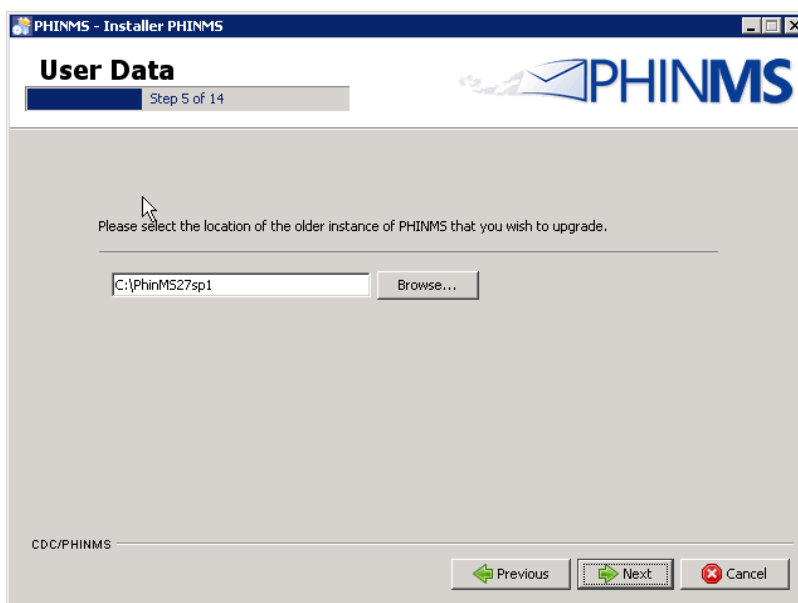 PHINMS - Installer PHINMS
User Data
PHINMS
Step 5 of 14
Please select the location of the older instance of PHINMS that you wish to upgrade.
C:\PhinMS27sp1
Browse...
CDC/PHINMS
Previous
Next
Cancel